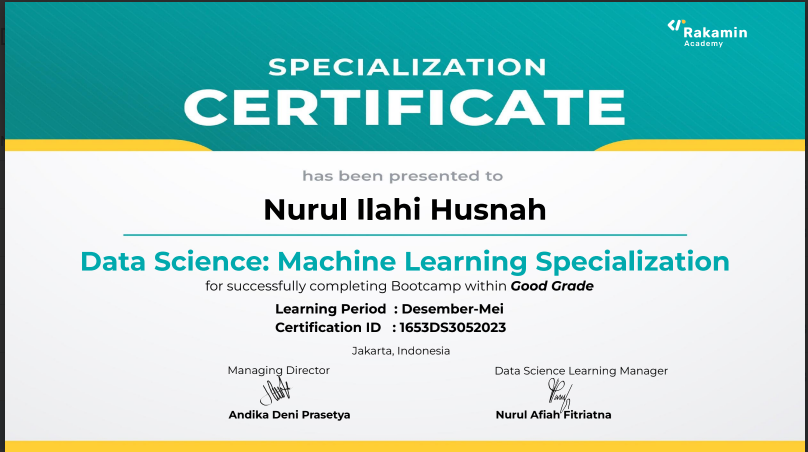 Rakamin
Academy
SPECIALIZATION
CERTIFICATE
has been presented to
Nurul Ilahi Husnah
Data Science: Machine Learning Specialization
for successfully completing Bootcamp within Good Grade
Learning Period : Desember-Mei
Certification ID : 1653DS3052023
Jakarta, Indonesia
Managing Director
Andika Deni Prasetya
Data Science Learning Manager
Nurul Afiah Fitriatna